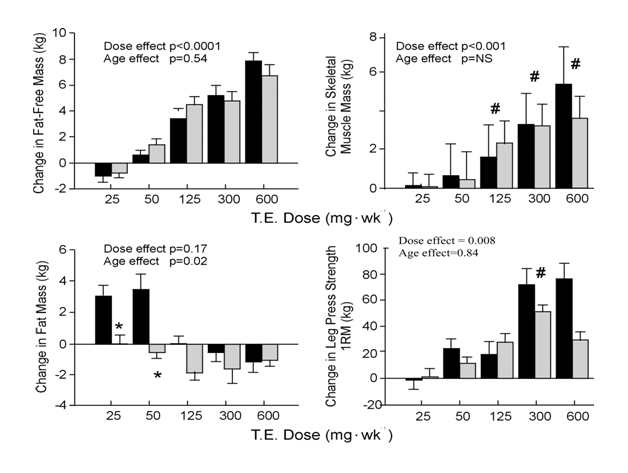 Change in Fat-Free Mass (kg)
Dose effect p<0.0001
Age effect p=0.54
10
8
6
4
2
0
-2
25 50 125 300 600
T.E. Dose (mg·wk⁻
Change in Skeletal
Muscle Mass (kg)
Dose effect p<0.001
Age effect p=NS
8
6
2
0
# # #
25 50 125 300 600
T.E. Dose (mg·wk⁻)
Change in Fat Mass (kg)
Dose effect p=0.17
Age effect p=0.02
6
4
2
0
-2
-4
* *
25 50 125 300 600
T.E. Dose (mg·wk⁻)
Change in Leg Press Strength
1RM (kg)
Dose effect = 0.008
Age effect=0.84
100
80
60
40
20
0
-20
#
25 50 125 300 600
T.E. Dose (mg·wk⁻)